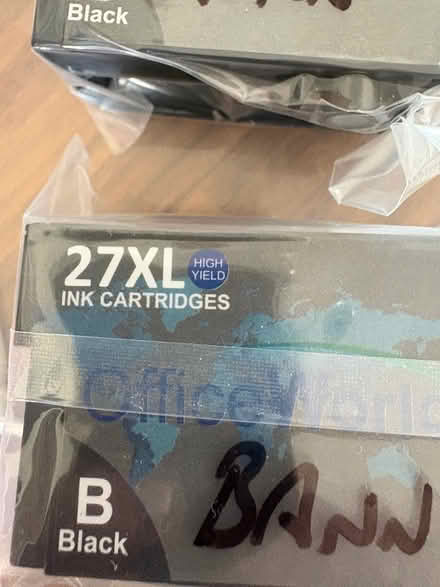 Black
27XL HIGH YIELD
INK CARTRIDGES
OfficeWorld
B
Black
BANN